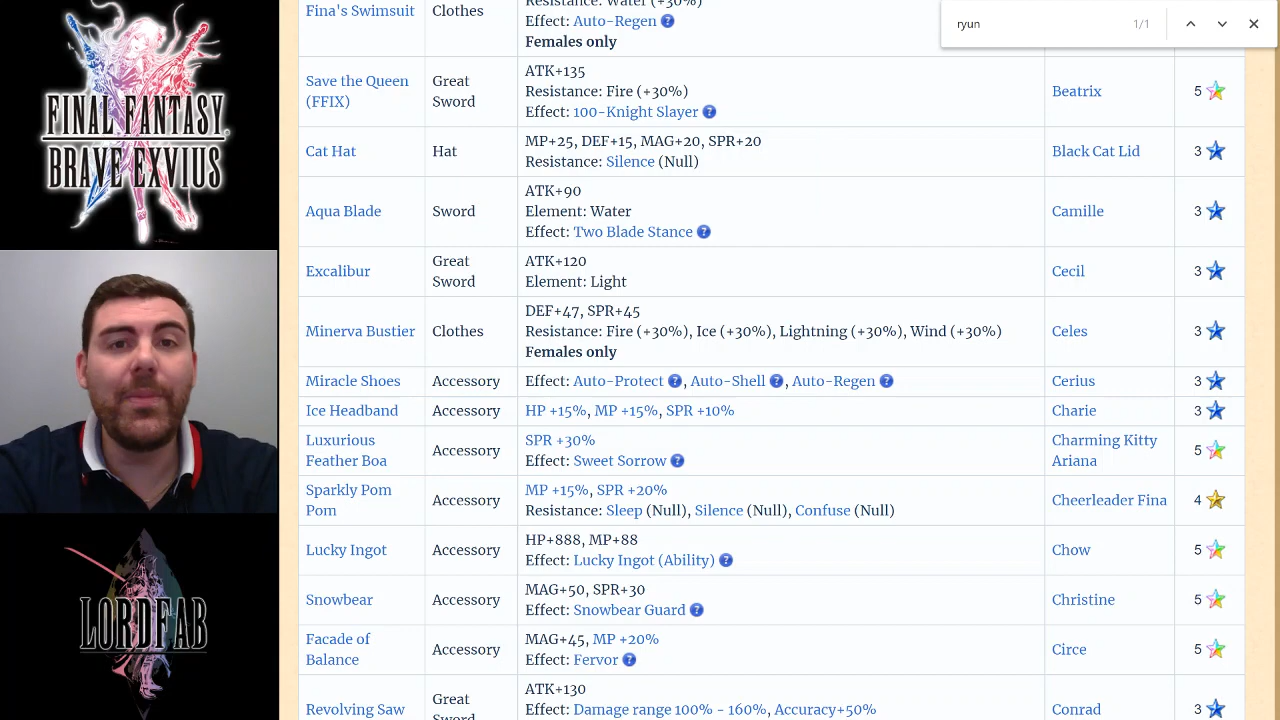 FINAL FANTASY
BRAVE EXVIUS
LORDFAB
ryun
1/1
Fina's Swimsuit
Clothes
Resistance: Water (+30%)
Effect: Auto-Regen ?
Females only
Save the Queen
(FFIX)
Great
Sword
ATK+135
Resistance: Fire (+30%)
Effect: 100-Knight Slayer ?
Beatrix
5
Cat Hat
Hat
MP+25, DEF+15, MAG+20, SPR+20
Resistance: Silence (Null)
Black Cat Lid
3
Aqua Blade
Sword
ATK+90
Element: Water
Effect: Two Blade Stance ?
Camille
3
Excalibur
Great
Sword
ATK+120
Element: Light
Cecil
3
Minerva Bustier
Clothes
DEF+47, SPR+45
Resistance: Fire (+30%), Ice (+30%), Lightning (+30%), Wind (+30%)
Females only
Celes
3
Miracle Shoes
Accessory
Effect: Auto-Protect ?, Auto-Shell ?, Auto-Regen ?
Cerius
3
Ice Headband
Accessory
HP +15%, MP +15%, SPR +10%
Charie
3
Luxurious
Feather Boa
Accessory
SPR +30%
Effect: Sweet Sorrow ?
Charming Kitty
Ariana
5
Sparkly Pom
Pom
Accessory
MP +15%, SPR +20%
Resistance: Sleep (Null), Silence (Null), Confuse (Null)
Cheerleader Fina
4
Lucky Ingot
Accessory
HP+888, MP+88
Effect: Lucky Ingot (Ability) ?
Chow
5
Snowbear
Accessory
MAG+50, SPR+30
Effect: Snowbear Guard ?
Christine
5
Facade of
Balance
Accessory
MAG+45, MP +20%
Effect: Fervor ?
Circe
5
Revolving Saw
Great
Sword
ATK+130
Effect: Damage range 100% - 160%, Accuracy+50%
Conrad
3